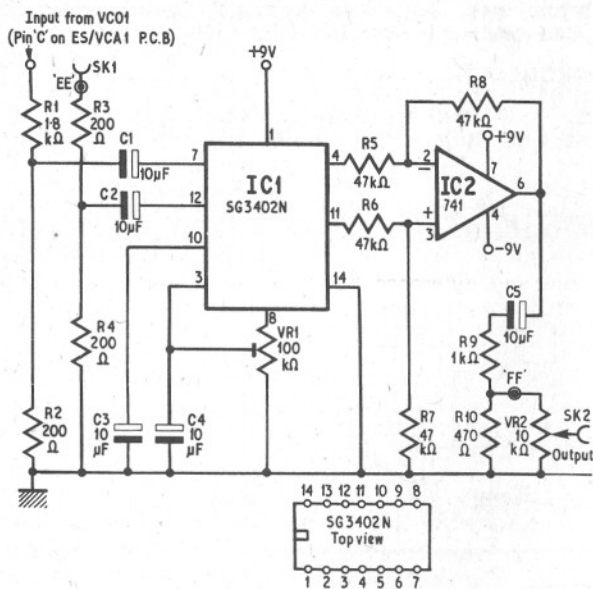 Input from VCO1
(Pin 'C' on ES/VCA1 P.C.B)
'EE'
SK1
+9V
R1
1·8
kΩ
R3
200
Ω
C1
10µF
C2
10µF
7
12
10
3
1
IC1
SG3402N
4
11
14
8
R5
47kΩ
R6
47kΩ
R8
47kΩ
+9V
2
−
7
IC2
741
6
+
3
4
−9V
R4
200
Ω
VR1
100
kΩ
C5
10µF
R9
1kΩ
'FF'
R2
200
Ω
C3
10
µF
C4
10
µF
R7
47
kΩ
R10
470
Ω
VR2
10
kΩ
SK2
Output
14 13 12 11 10 9 8
SG3402N
Top view
1 2 3 4 5 6 7